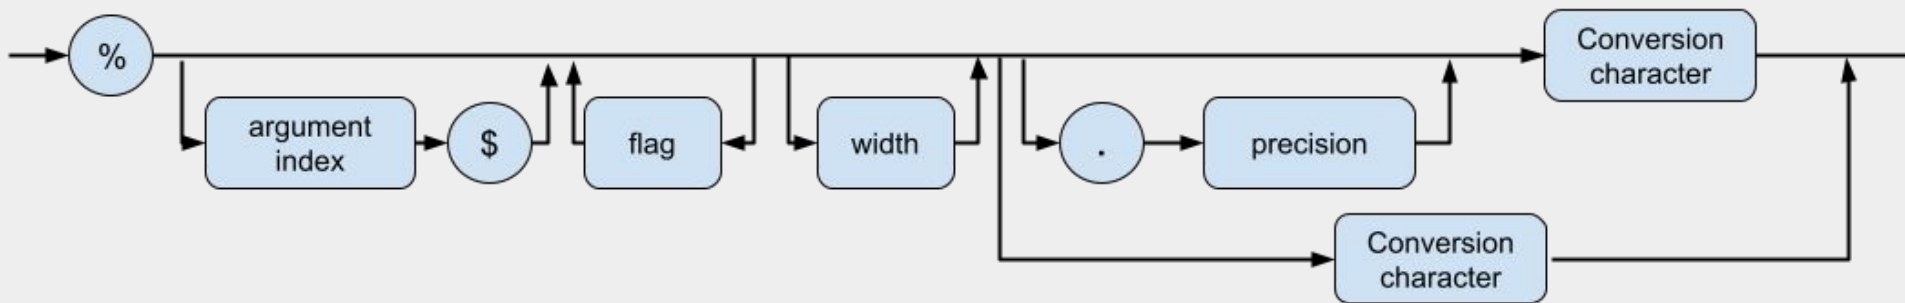 %
argument
index
$
flag
width
.
precision
Conversion
character
Conversion
character